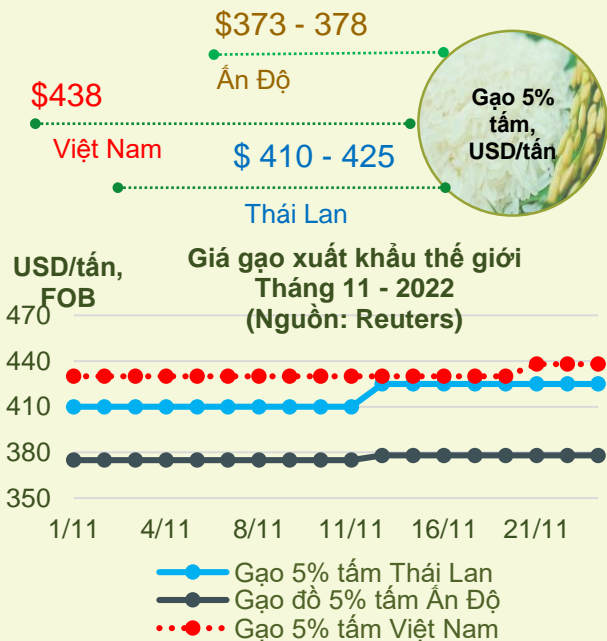 $373 - 378
Ấn Độ
$438
Việt Nam
$ 410 - 425
Thái Lan
Gạo 5%
tấm,
USD/tấn
USD/tấn,
FOB
Giá gạo xuất khẩu thế giới
Tháng 11 - 2022
(Nguồn: Reuters)
470
440
410
380
350
1/11 4/11 8/11 11/11 16/11 21/11
Gạo 5% tấm Thái Lan
Gạo đồ 5% tấm Ấn Độ
Gạo 5% tấm Việt Nam